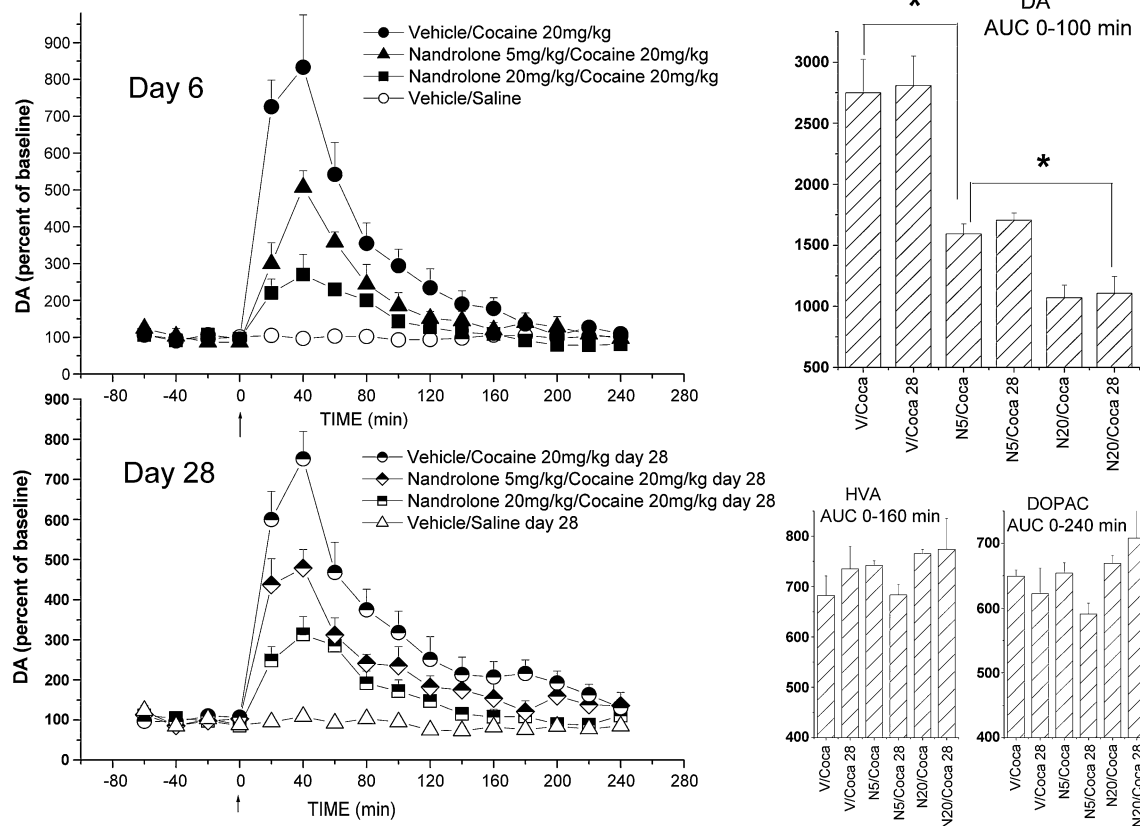 Day 6
DA (percent of baseline)
900
800
700
600
500
400
300
200
100
0
Vehicle/Cocaine 20mg/kg
Nandrolone 5mg/kg/Cocaine 20mg/kg
Nandrolone 20mg/kg/Cocaine 20mg/kg
Vehicle/Saline
-80 -40 0 40 80 120 160 200 240 280
TIME (min)
Day 28
DA (percent of baseline)
900
800
700
600
500
400
300
200
100
0
Vehicle/Cocaine 20mg/kg day 28
Nandrolone 5mg/kg/Cocaine 20mg/kg day 28
Nandrolone 20mg/kg/Cocaine 20mg/kg day 28
Vehicle/Saline day 28
-80 -40 0 40 80 120 160 200 240 280
TIME (min)
DA
AUC 0-100 min
*
*
3000
2500
2000
1500
1000
500
V/Coca
V/Coca 28
N5/Coca
N5/Coca 28
N20/Coca
N20/Coca 28
HVA
AUC 0-160 min
800
700
600
500
400
V/Coca
V/Coca 28
N5/Coca
N5/Coca 28
N20/Coca
N20/Coca 28
DOPAC
AUC 0-240 min
700
600
500
400
V/Coca
V/Coca 28
N5/Coca
N5/Coca 28
N20/Coca
N20/Coca 28